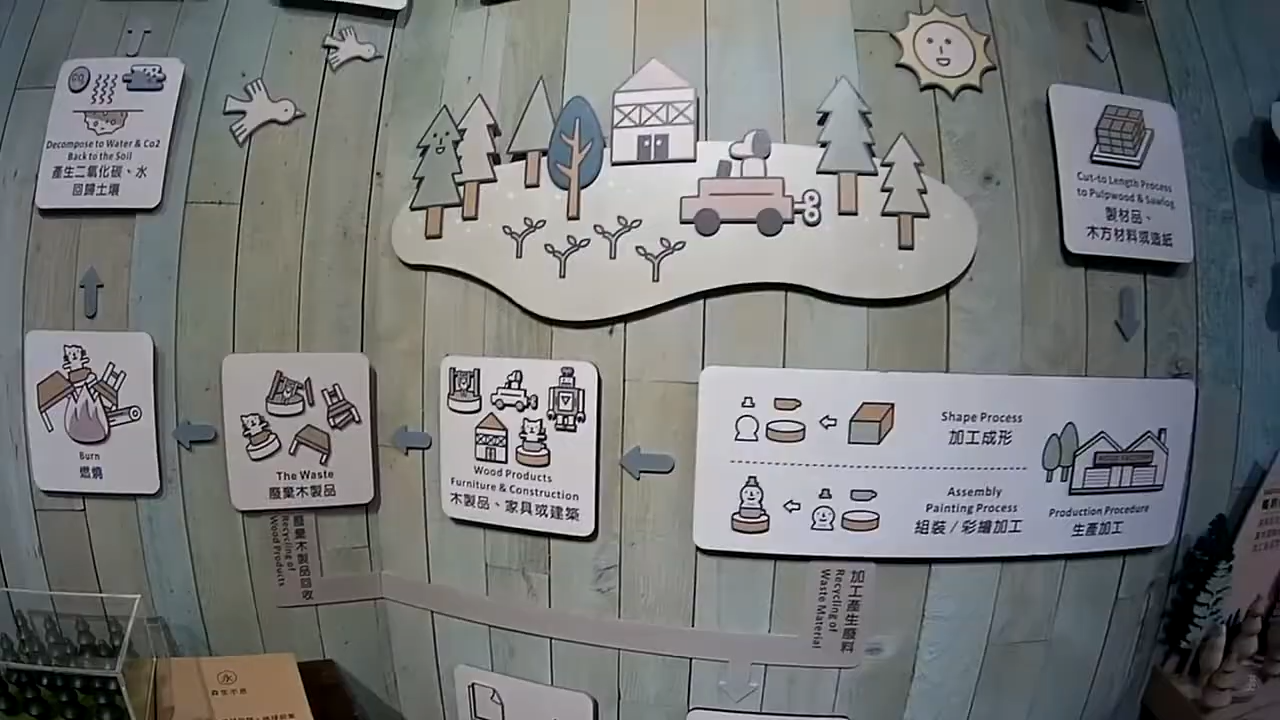 Decompose to Water & Co2
Back to the Soil
產生二氧化碳、水
回歸土壤
Cut-to Length Process
to Pulpwood & Sawlog
製材品、
木方材料或造紙
Burn
燃燒
The Waste
廢棄木製品
Wood Products
Furniture & Construction
木製品、家具或建築
Shape Process
加工成形
Assembly
Painting Process
組裝/彩繪加工
Production Procedure
生產加工
廢棄木製品回收
Recycling of
Wood Products
加工產生廢料
Recycling of
Waste Material